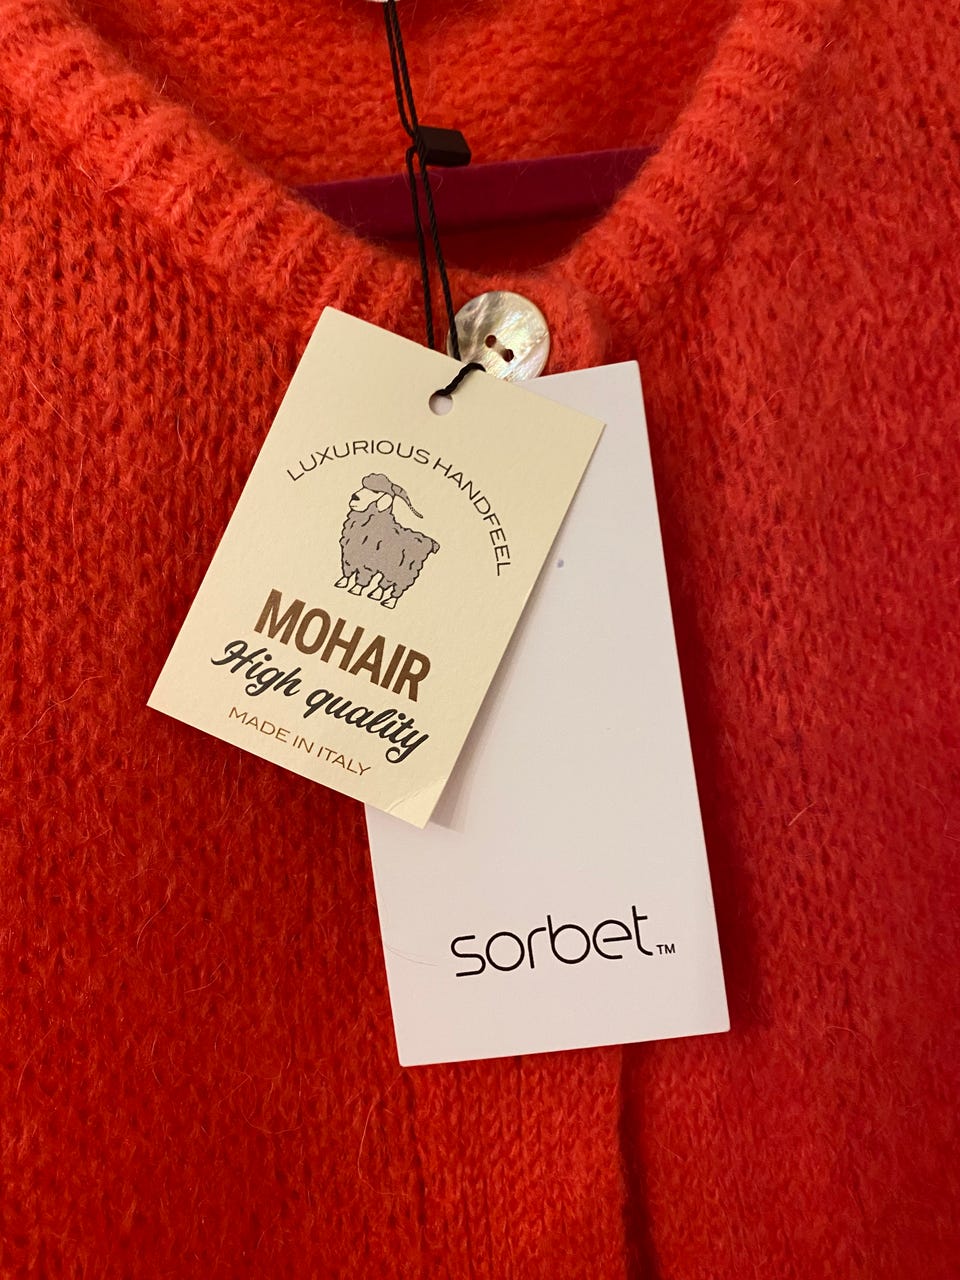 LUXURIOUS HANDFEEL
MOHAIR
High quality
MADE IN ITALY
sorbet™